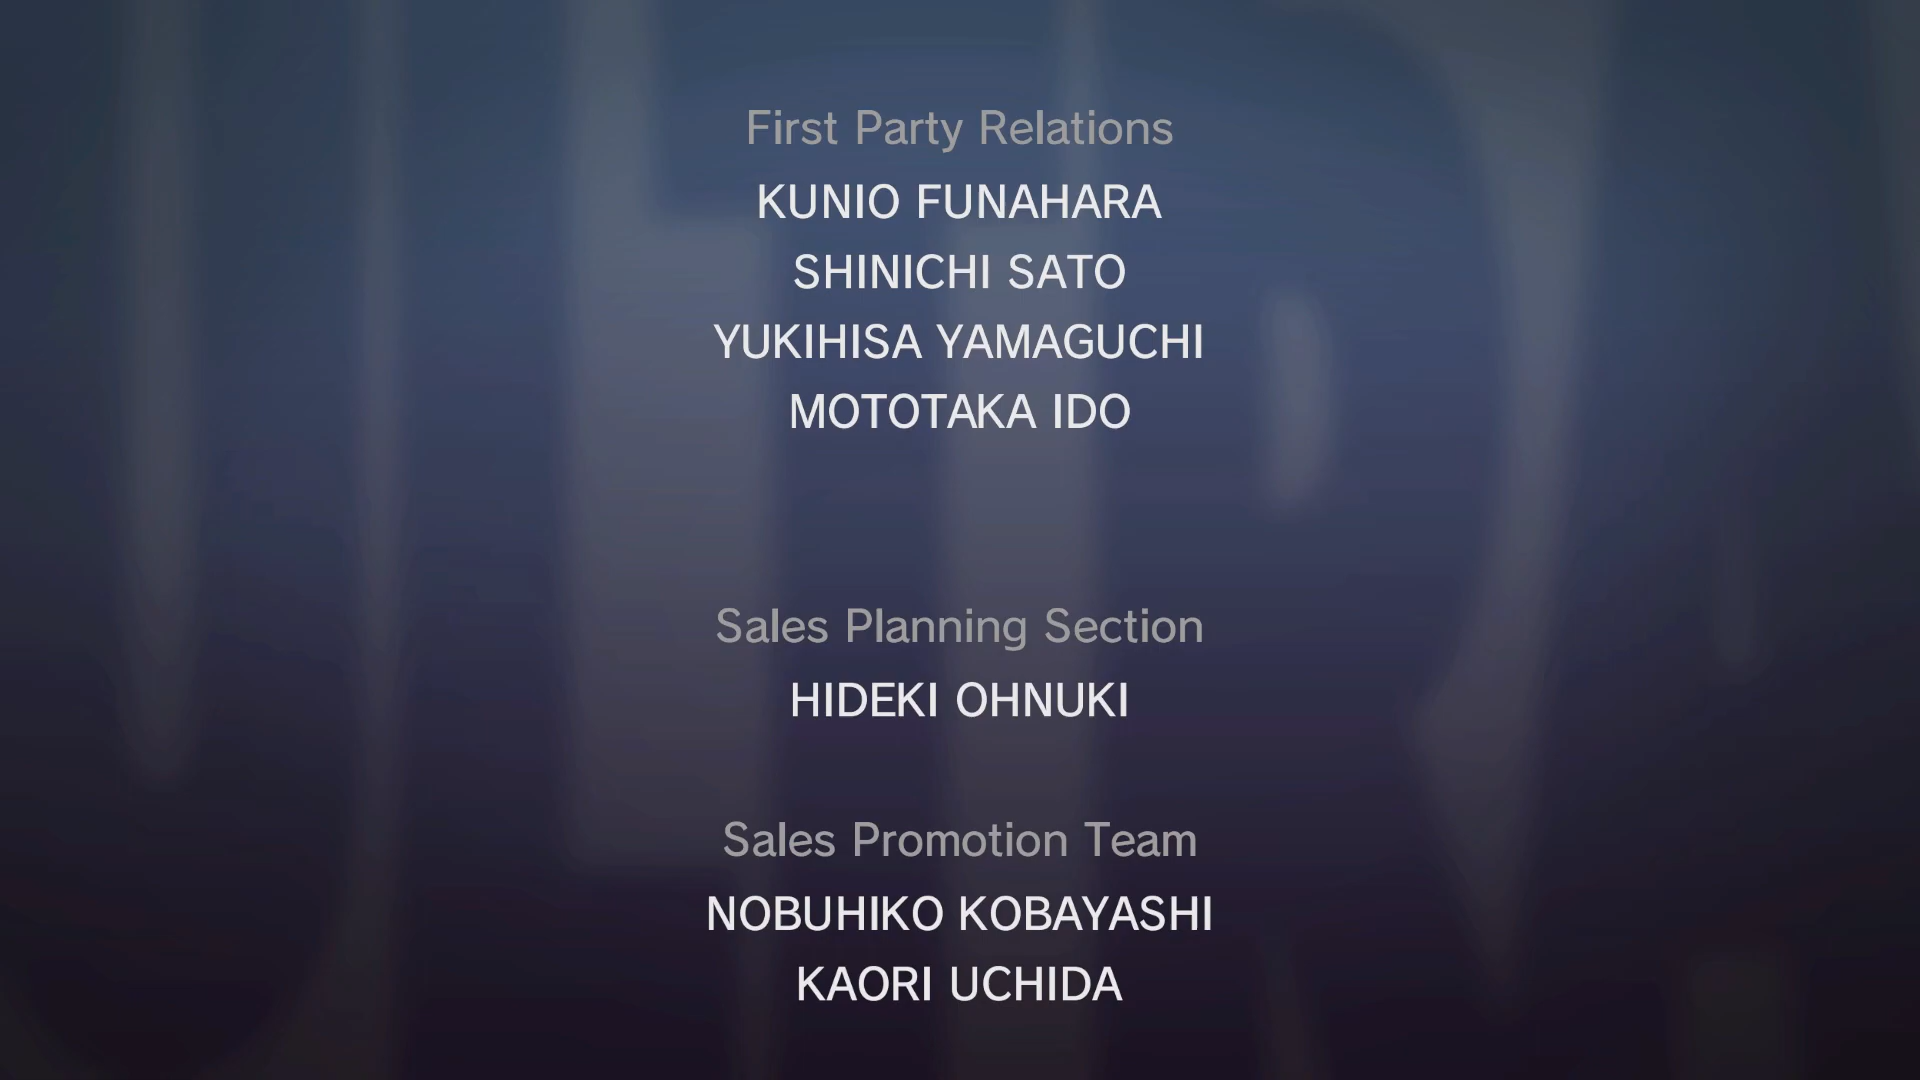 First Party Relations
KUNIO FUNAHARA
SHINICHI SATO
YUKIHISA YAMAGUCHI
MOTOTAKA IDO
Sales Planning Section
HIDEKI OHNUKI
Sales Promotion Team
NOBUHIKO KOBAYASHI
KAORI UCHIDA